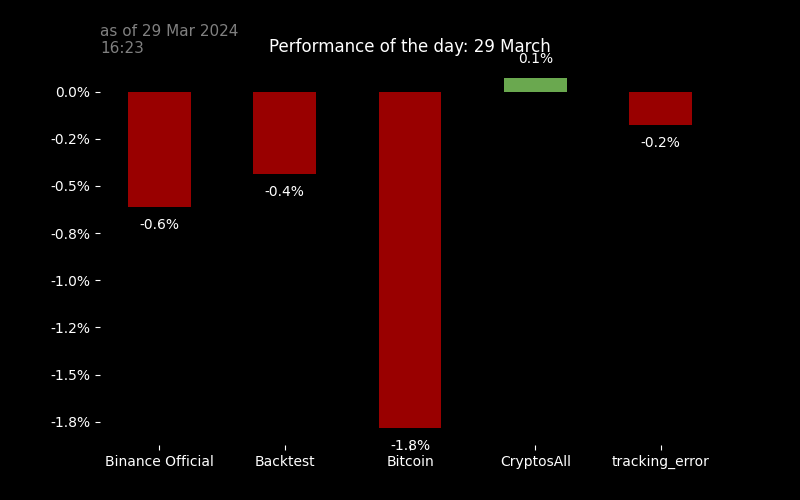 as of 29 Mar 2024
16:23
Performance of the day: 29 March
0.1%
0.0%
-0.2%
-0.2%
-0.5%
-0.4%
-0.6%
-0.8%
-1.0%
-1.2%
-1.5%
-1.8%
-1.8%
Binance Official
Backtest
Bitcoin
CryptosAll
tracking_error